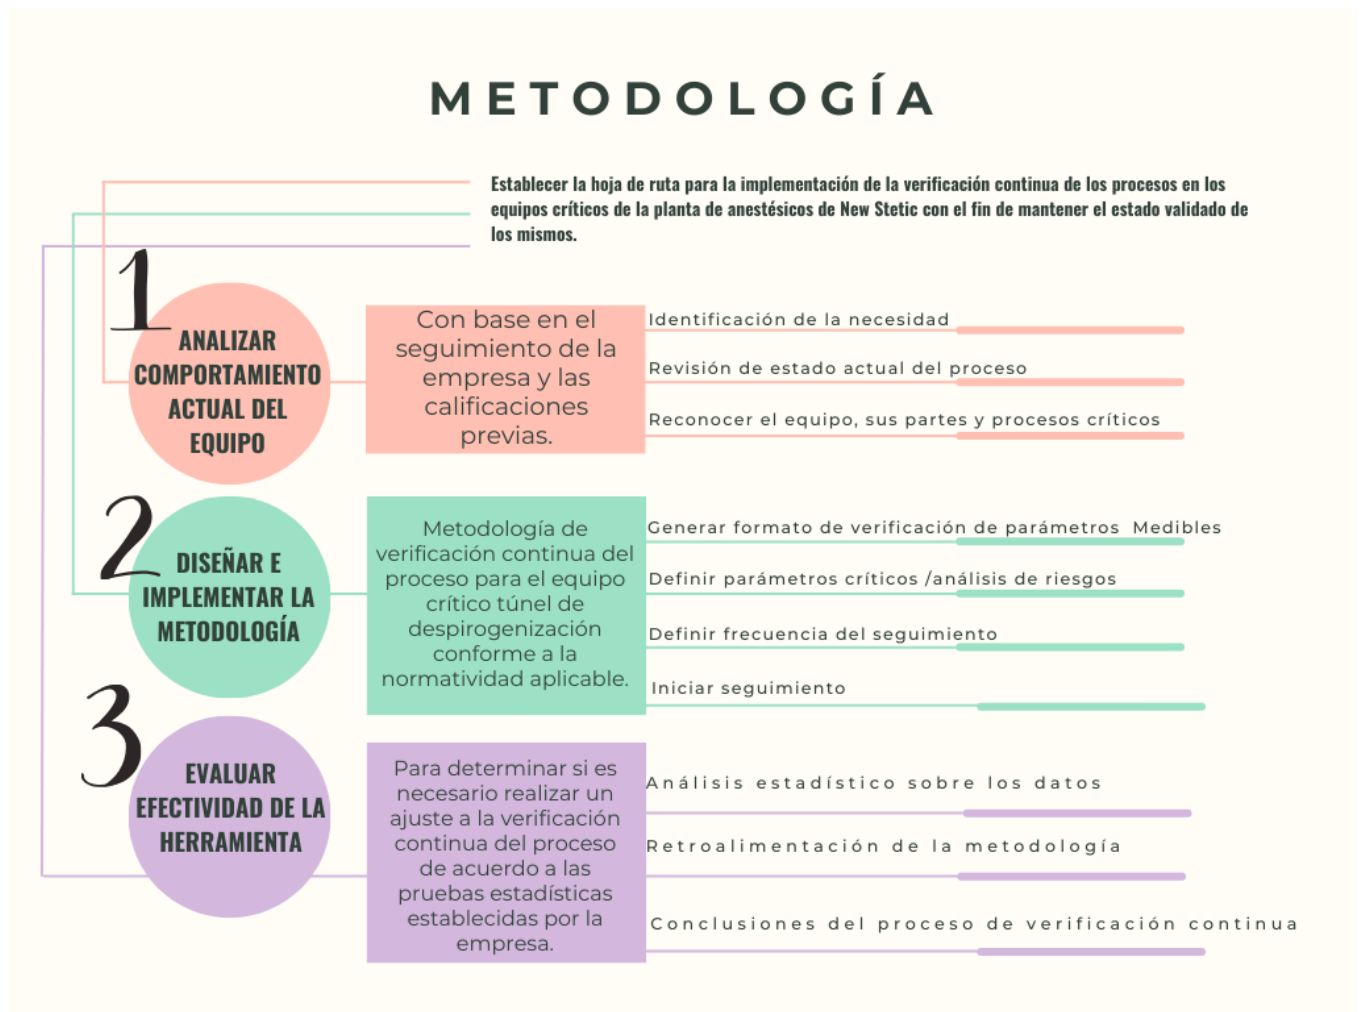 METODOLOGÍA
Establecer la hoja de ruta para la implementación de la verificación continua de los procesos en los
equipos críticos de la planta de anestésicos de New Stetic con el fin de mantener el estado validado de
los mismos.
1
ANALIZAR
COMPORTAMIENTO
ACTUAL DEL
EQUIPO
Con base en el
seguimiento de la
empresa y las
calificaciones
previas.
Identificación de la necesidad
Revisión de estado actual del proceso
Reconocer el equipo, sus partes y procesos críticos
2
DISEÑAR E
IMPLEMENTAR LA
METODOLOGÍA
Metodología de
verificación continua del
proceso para el equipo
crítico túnel de
despirogenización
conforme a la
normatividad aplicable.
Generar formato de verificación de parámetros Medibles
Definir parámetros críticos /análisis de riesgos
Definir frecuencia del seguimiento
Iniciar seguimiento
3
EVALUAR
EFECTIVIDAD DE LA
HERRAMIENTA
Para determinar si es
necesario realizar un
ajuste a la verificación
continua del proceso
de acuerdo a las
pruebas estadísticas
establecidas por la
empresa.
Análisis estadístico sobre los datos
Retroalimentación de la metodología
Conclusiones del proceso de verificación continua